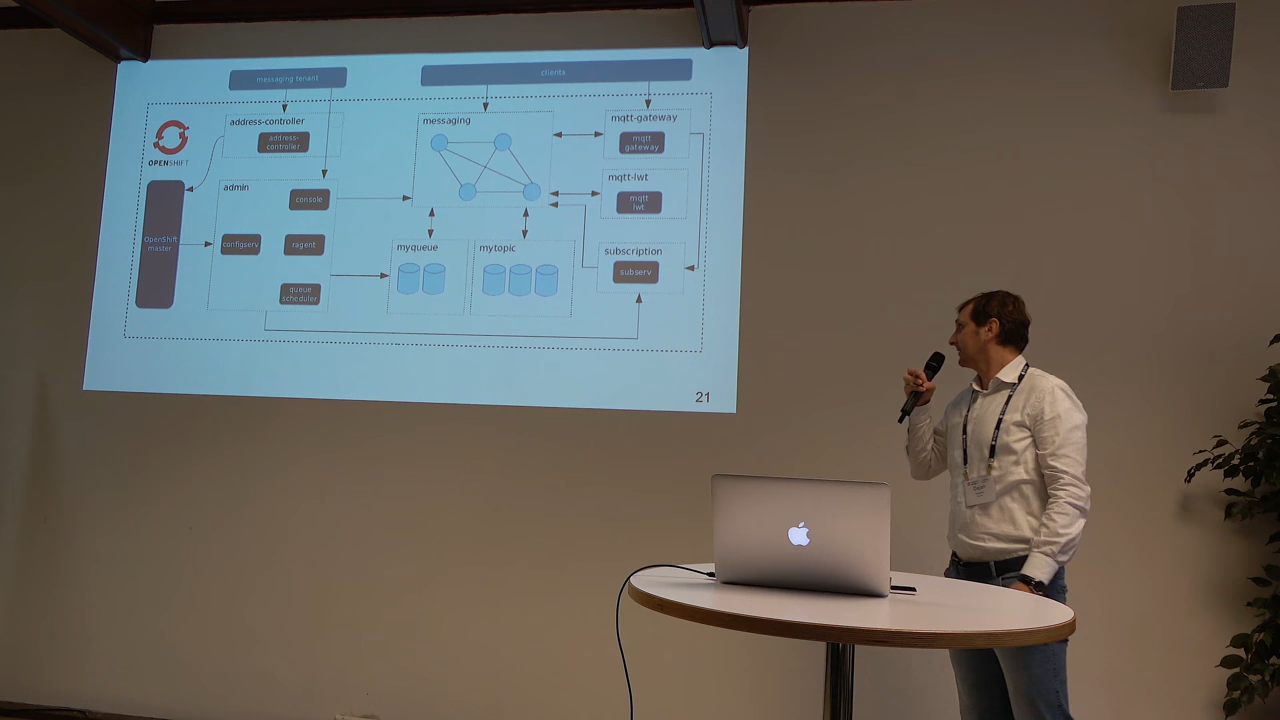 messaging tenant
clients
address-controller
address-
controller
OPENSHIFT
messaging
mqtt-gateway
mqtt
gateway
admin
console
mqtt-lwt
mqtt
lwt
OpenShift
master
configserv
ragent
queue
scheduler
myqueue
mytopic
subscription
subserv
21